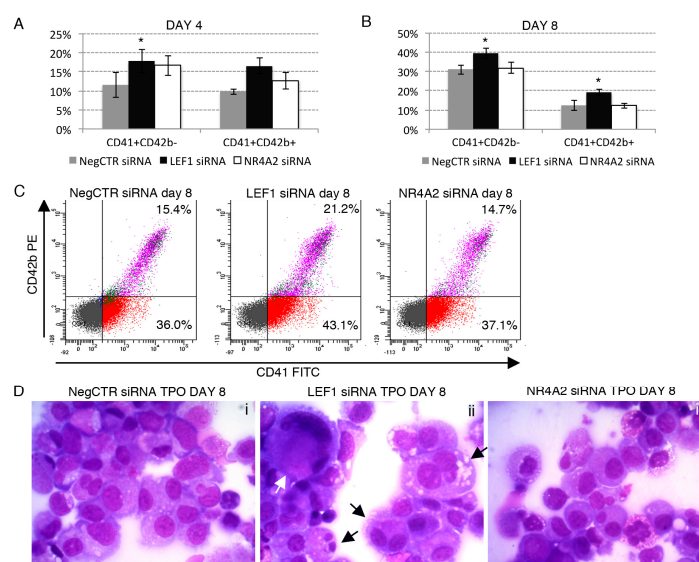 A
DAY 4
25%
20%
15%
10%
5%
0%
*
CD41+CD42b-
CD41+CD42b+
NegCTR siRNA
LEF1 siRNA
NR4A2 siRNA
B
DAY 8
40%
30%
20%
10%
0%
*
*
CD41+CD42b-
CD41+CD42b+
NegCTR siRNA
LEF1 siRNA
NR4A2 siRNA
C
NegCTR siRNA day 8
LEF1 siRNA day 8
NR4A2 siRNA day 8
CD42b PE
15.4%
36.0%
21.2%
43.1%
14.7%
37.1%
CD41 FITC
D
NegCTR siRNA TPO DAY 8
LEF1 siRNA TPO DAY 8
NR4A2 siRNA TPO DAY 8
i
ii